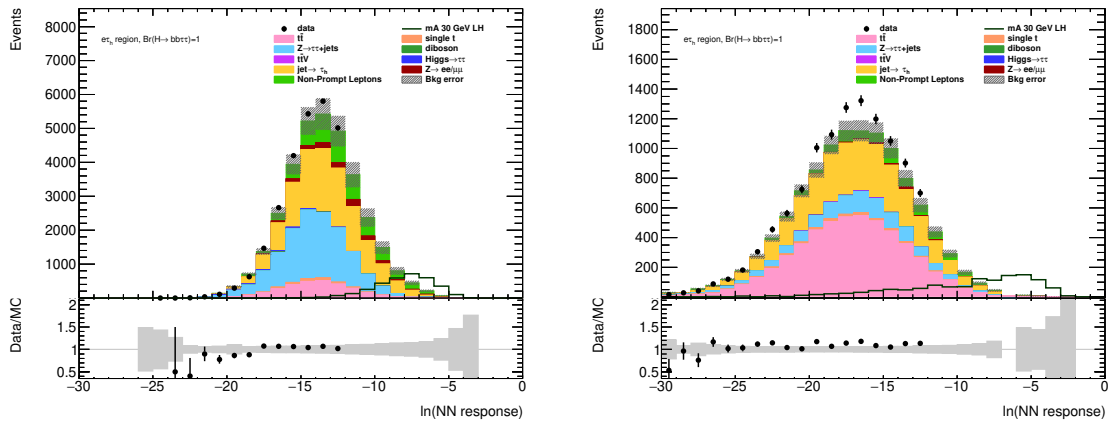 Events
8000
7000
6000
5000
4000
3000
2000
1000
eτh region, Br(H→ bbττ)=1
data
tt̄
Z→ττ+jets
tt̄V
jet→ τh
Non-Prompt Leptons
mA 30 GeV LH
single t
diboson
Higgs→ττ
Z→ ee/μμ
Bkg error
Data/MC
2
1.5
1
0.5
−30 −25 −20 −15 −10 −5 0
ln(NN response)
Events
1800
1600
1400
1200
1000
800
600
400
200
eτh region, Br(H→ bbττ)=1
data
tt̄
Z→ττ+jets
tt̄V
jet→ τh
Non-Prompt Leptons
mA 30 GeV LH
single t
diboson
Higgs→ττ
Z→ ee/μμ
Bkg error
Data/MC
2
1.5
1
0.5
−30 −25 −20 −15 −10 −5 0
ln(NN response)